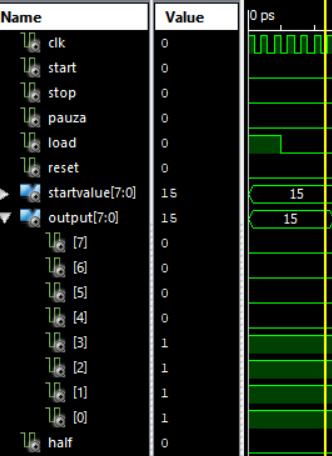 Name Value 0 ps
clk 0
start 0
stop 0
pauza 0
load 0
reset 0
startvalue[7:0] 15 15
output[7:0] 15 15
[7] 0
[6] 0
[5] 0
[4] 0
[3] 1
[2] 1
[1] 1
[0] 1
half 0